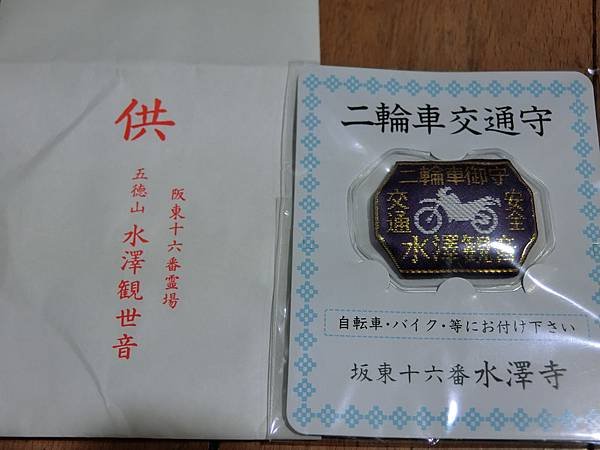 供
阪東十六番霊場
五徳山 水澤観世音
二輪車交通守
二輪車御守
交通
安全
水澤観音
自転車・バイク・等にお付け下さい
坂東十六番 水澤寺